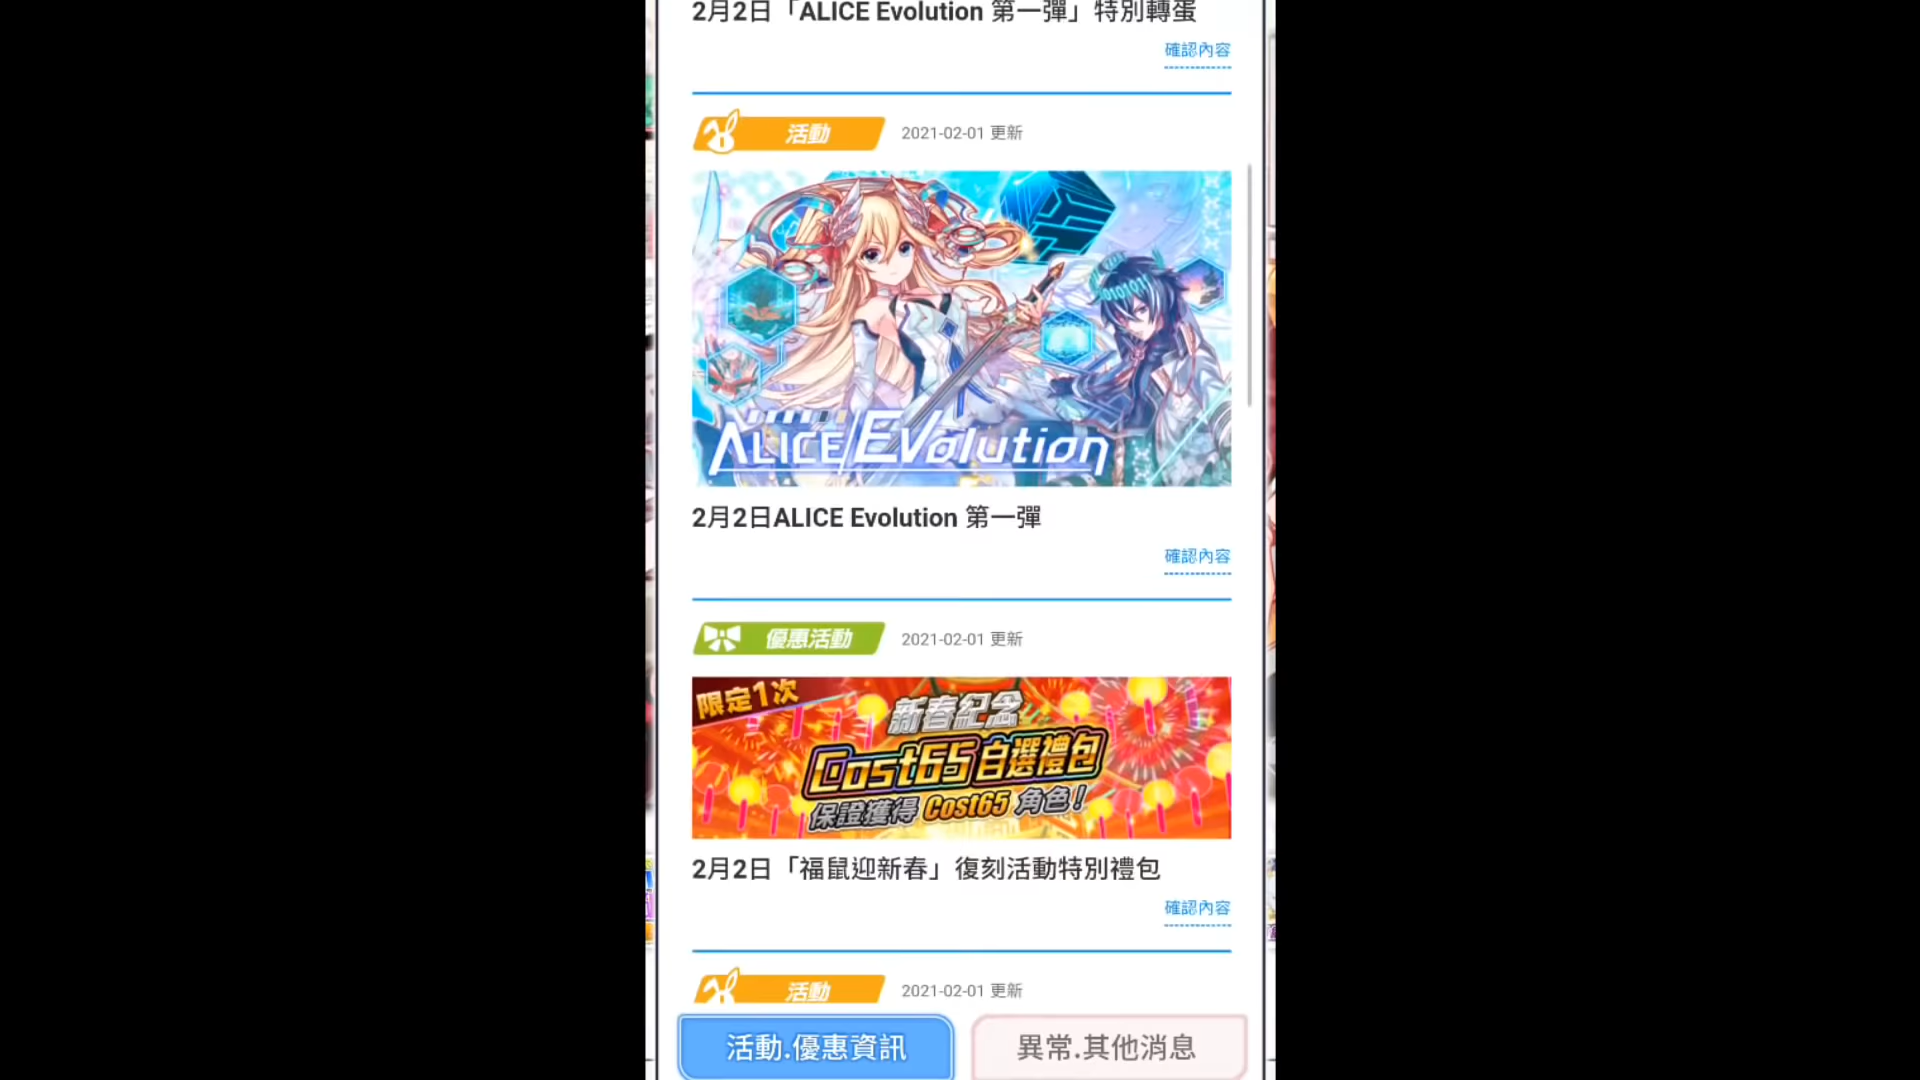 2月2日「ALICE Evolution 第一彈」特別轉蛋
確認內容
活動 2021-02-01 更新
010101
ALICE/EVolution
2月2日ALICE Evolution 第一彈
確認內容
優惠活動 2021-02-01 更新
限定1次
新春紀念
Cost65自選禮包
保證獲得 Cost65 角色!
2月2日「福鼠迎新春」復刻活動特別禮包
確認內容
活動 2021-02-01 更新
活動.優惠資訊 異常.其他消息